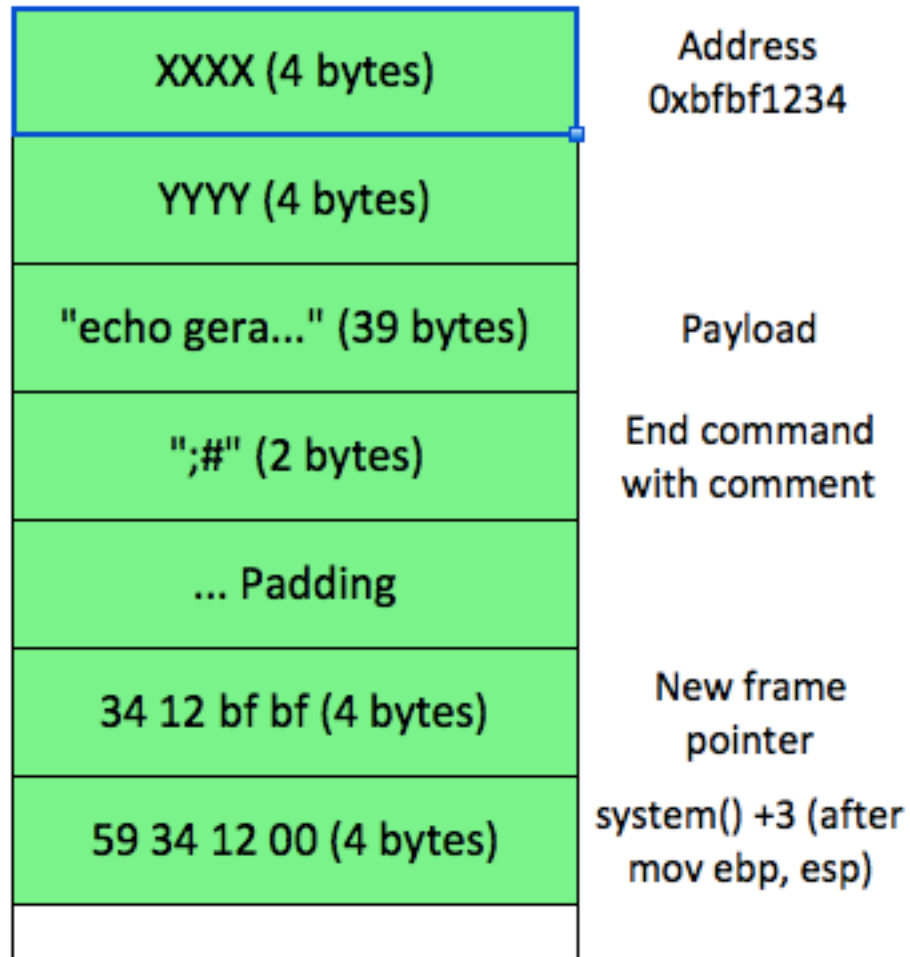 XXXX (4 bytes)
Address
0xbfbf1234
YYYY (4 bytes)
"echo gera..." (39 bytes)
Payload
";#" (2 bytes)
End command
with comment
... Padding
34 12 bf bf (4 bytes)
New frame
pointer
59 34 12 00 (4 bytes)
system() +3 (after
mov ebp, esp)